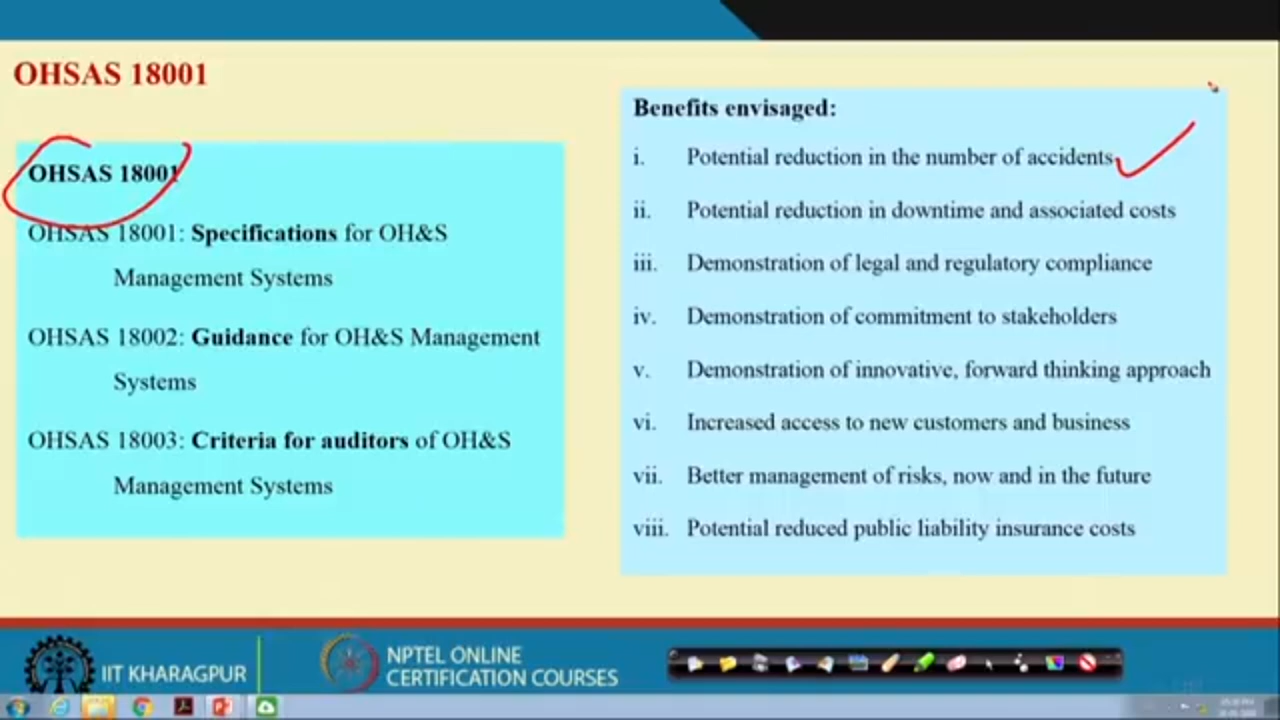 OHSAS 18001
OHSAS 18001
OHSAS 18001: Specifications for OH&S
Management Systems
OHSAS 18002: Guidance for OH&S Management
Systems
OHSAS 18003: Criteria for auditors of OH&S
Management Systems
Benefits envisaged:
i. Potential reduction in the number of accidents
ii. Potential reduction in downtime and associated costs
iii. Demonstration of legal and regulatory compliance
iv. Demonstration of commitment to stakeholders
v. Demonstration of innovative, forward thinking approach
vi. Increased access to new customers and business
vii. Better management of risks, now and in the future
viii. Potential reduced public liability insurance costs
IIT KHARAGPUR
NPTEL ONLINE
CERTIFICATION COURSES